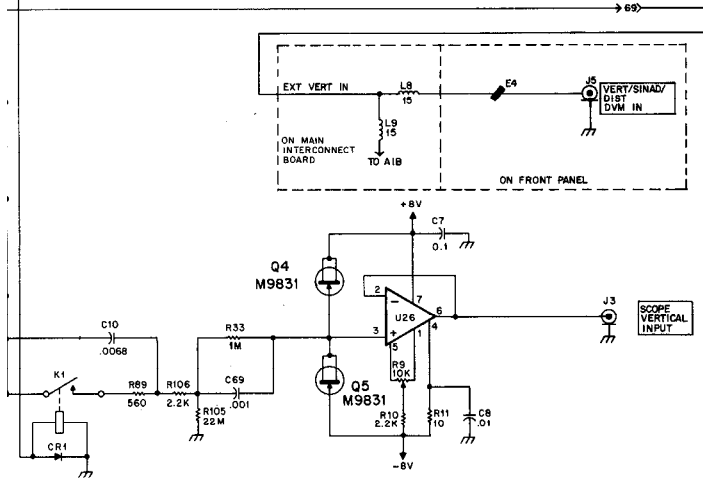 69
EXT VERT IN
L8
15
E4
J5
VERT/SINAD/
DIST
DVM IN
L9
15
ON MAIN
INTERCONNECT
BOARD
TO A1B
ON FRONT PANEL
+8V
C7
0.1
Q4
M9831
2
-
7
6
U26
3
+
5
1
4
J3
SCOPE
VERTICAL
INPUT
C10
.0068
R33
1M
K1
R89
560
R106
2.2K
C69
.001
Q5
M9831
R9
10K
R105
22M
R10
2.2K
R11
10
C8
.01
CR1
-8V